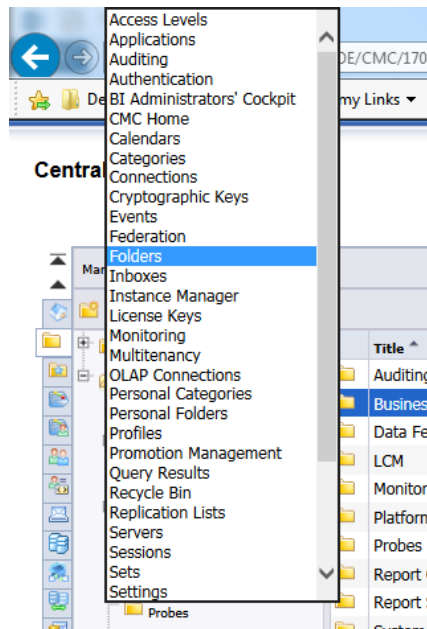 Access Levels
Applications
Auditing
Authentication
BI Administrators' Cockpit
CMC Home
Calendars
Categories
Connections
Cryptographic Keys
Events
Federation
Folders
Inboxes
Instance Manager
License Keys
Monitoring
Multitenancy
OLAP Connections
Personal Categories
Personal Folders
Profiles
Promotion Management
Query Results
Recycle Bin
Replication Lists
Servers
Sessions
Sets
Settings
DE/CMC/170
De
my Links
Central
Man
Title
Auditing
Busines
Data Fe
LCM
Monitor
Platform
Probes
Report
Report
Probes